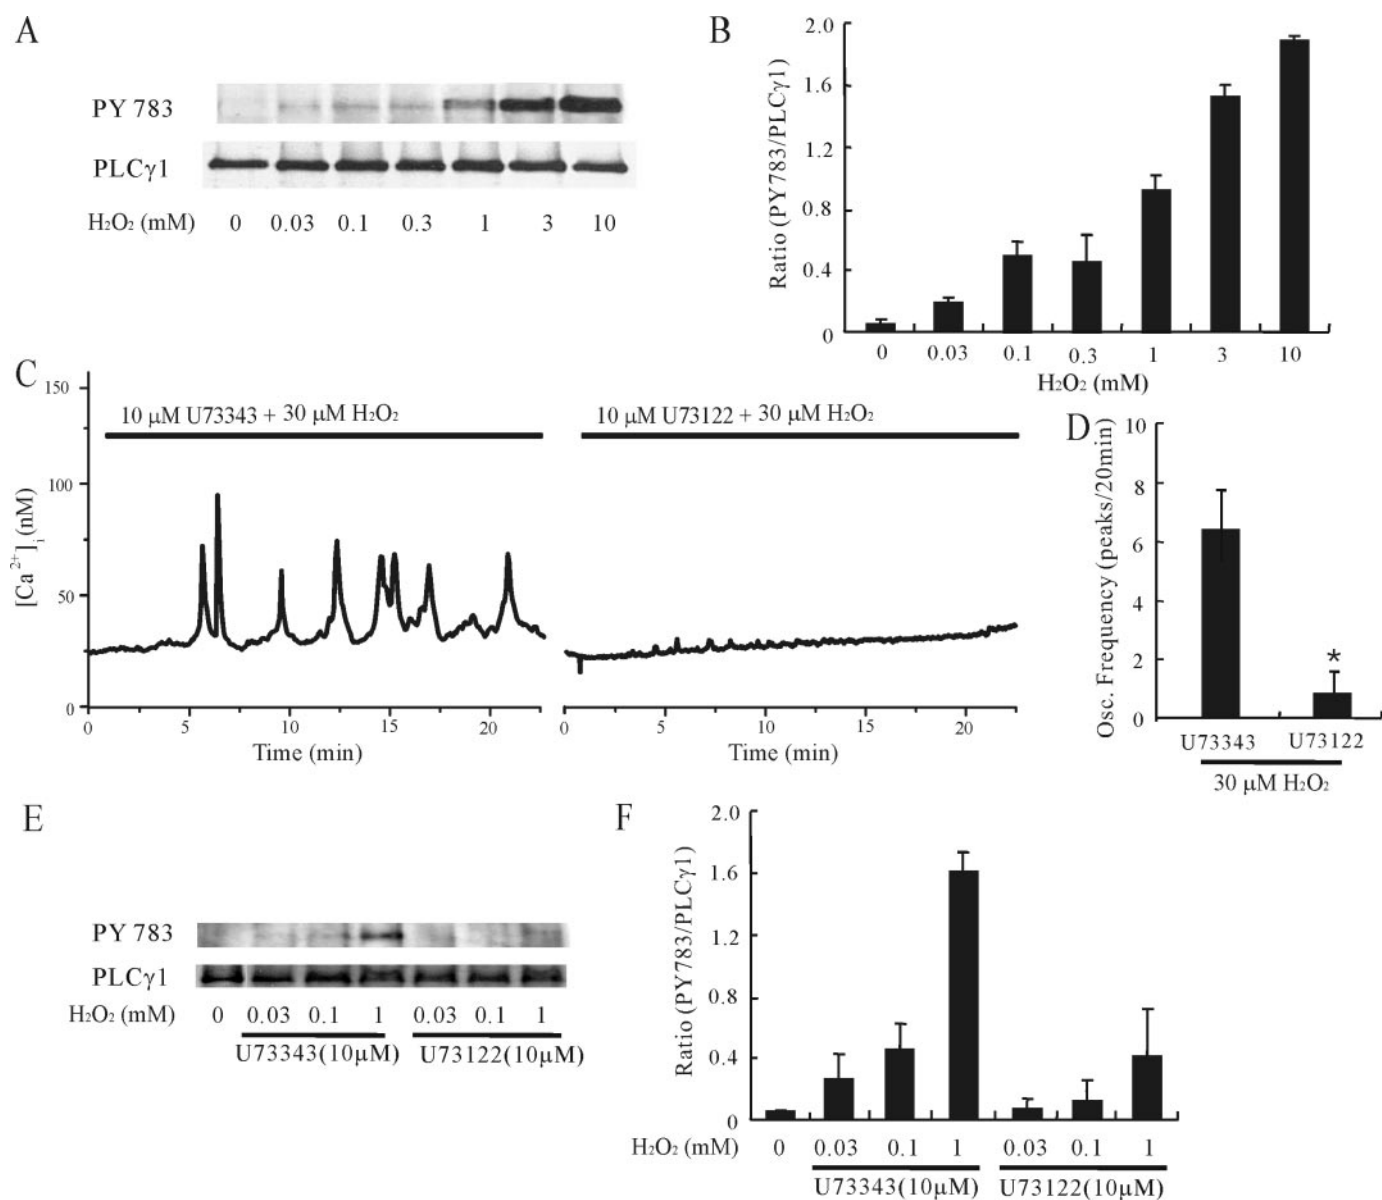 A
PY 783
PLCγ1
H₂O₂ (mM) 0 0.03 0.1 0.3 1 3 10
B
Ratio (PY783/PLCγ1)
2.0
1.6
1.2
0.8
0.4
0
0 0.03 0.1 0.3 1 3 10
H₂O₂ (mM)
C
[Ca²⁺]ᵢ (nM)
150
100
50
0
10 μM U73343 + 30 μM H₂O₂
10 μM U73122 + 30 μM H₂O₂
0 5 10 15 20
0 5 10 15 20
Time (min)
Time (min)
D
Osc. Frequency (peaks/20min)
10
8
6
4
2
0
*
U73343 U73122
30 μM H₂O₂
E
PY 783
PLCγ1
H₂O₂ (mM) 0 0.03 0.1 1 0.03 0.1 1
U73343(10μM) U73122(10μM)
F
Ratio (PY783/PLCγ1)
2.0
1.6
1.2
0.8
0.4
0
H₂O₂ (mM) 0 0.03 0.1 1 0.03 0.1 1
U73343(10μM) U73122(10μM)